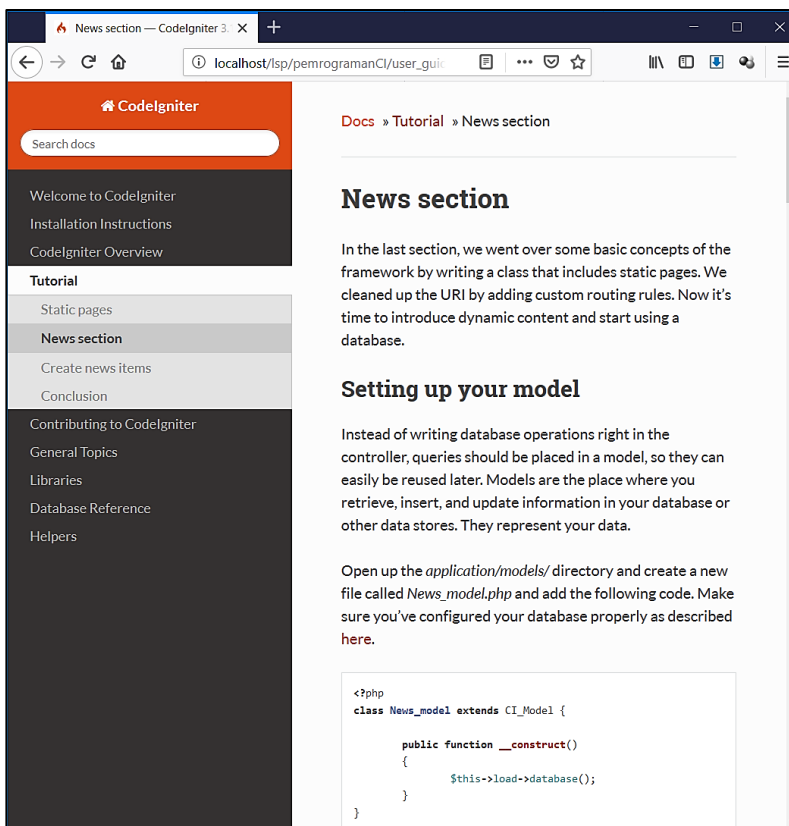 News section — CodeIgniter 3.
localhost/lsp/pemrogramanCI/user_guid
CodeIgniter
Search docs
Welcome to CodeIgniter
Installation Instructions
CodeIgniter Overview
Tutorial
Static pages
News section
Create news items
Conclusion
Contributing to CodeIgniter
General Topics
Libraries
Database Reference
Helpers
Docs » Tutorial » News section
News section
In the last section, we went over some basic concepts of the
framework by writing a class that includes static pages. We
cleaned up the URI by adding custom routing rules. Now it's
time to introduce dynamic content and start using a
database.
Setting up your model
Instead of writing database operations right in the
controller, queries should be placed in a model, so they can
easily be reused later. Models are the place where you
retrieve, insert, and update information in your database or
other data stores. They represent your data.
Open up the application/models/ directory and create a new
file called News_model.php and add the following code. Make
sure you've configured your database properly as described
here.
<?php
class News_model extends CI_Model {
public function __construct()
{
$this->load->database();
}
}